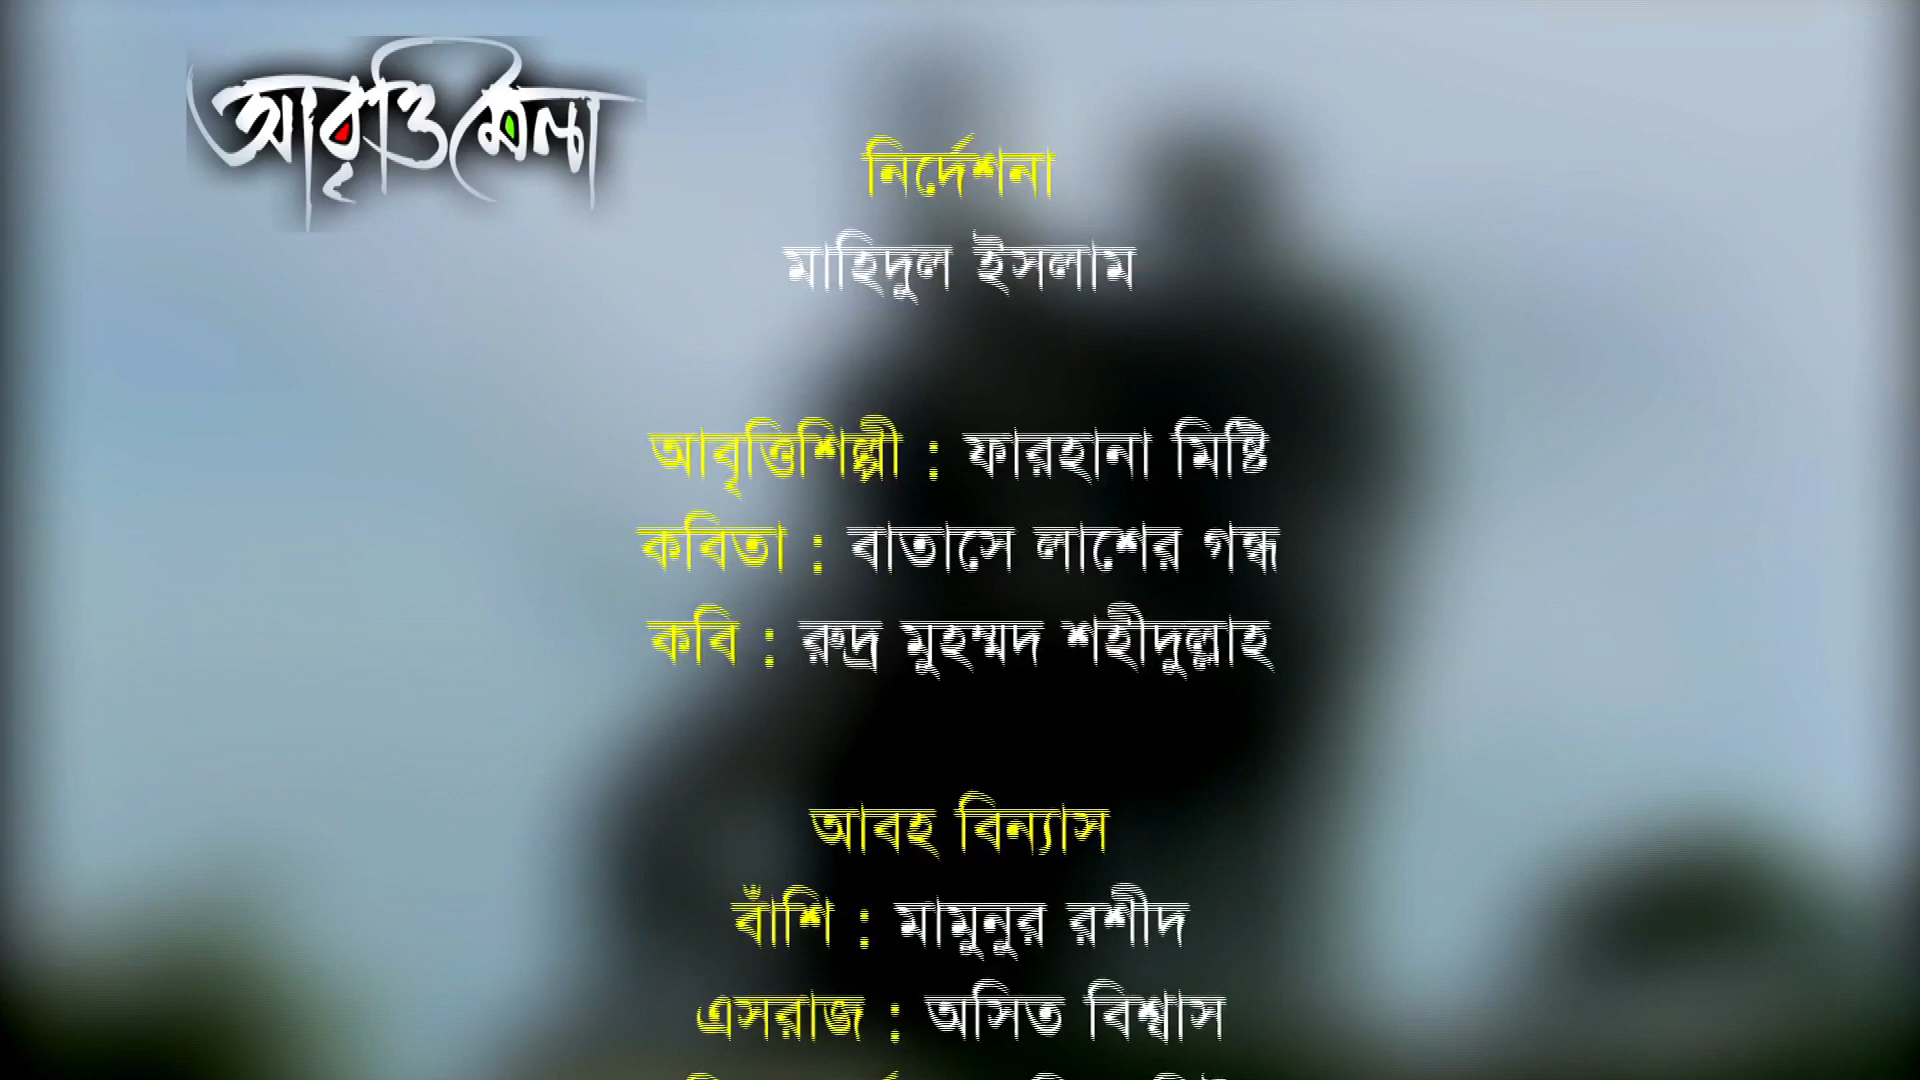 আবৃত্তিমেলা
নির্দেশনা
মাহিদুল ইসলাম
আবৃত্তিশিল্পী : ফারহানা মিষ্টি
কবিতা : বাতাসে লাশের গন্ধ
কবি : রুদ্র মুহম্মদ শহীদুল্লাহ
আবহ বিন্যাস
বাঁশি : মামুনুর রশীদ
এসরাজ : অসিত বিশ্বাস